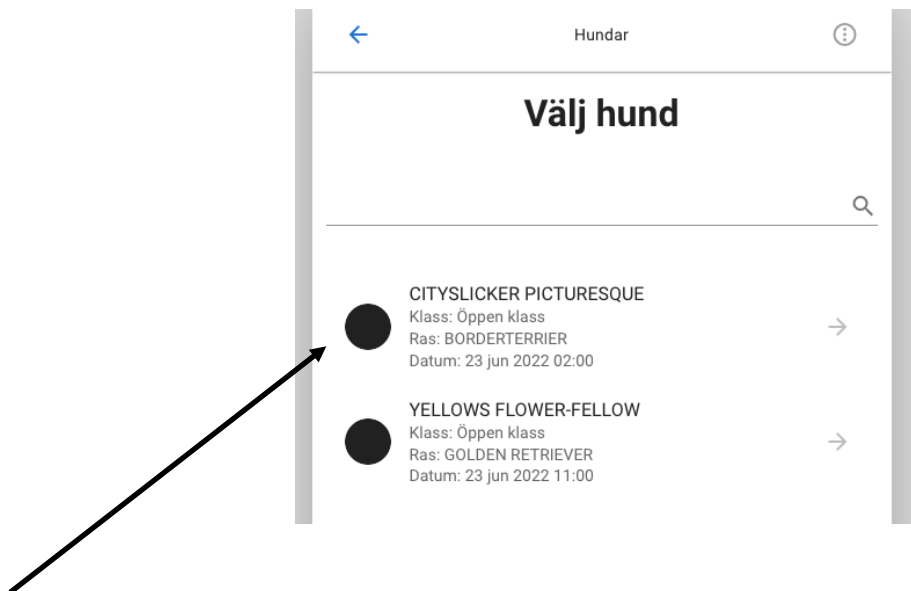 Hundar
Välj hund
CITYSLICKER PICTURESQUE
Klass: Öppen klass
Ras: BORDERTERRIER
Datum: 23 jun 2022 02:00
YELLOWS FLOWER-FELLOW
Klass: Öppen klass
Ras: GOLDEN RETRIEVER
Datum: 23 jun 2022 11:00